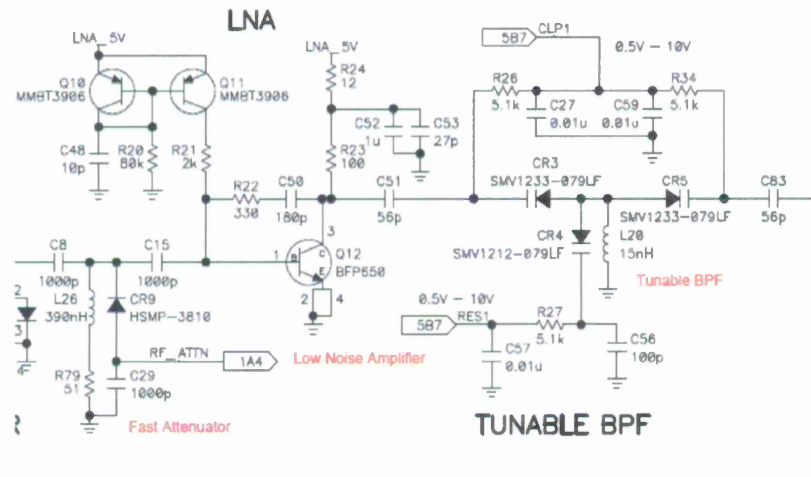 LNA
LNA_5V
Q10
MMBT3906
Q11
MMBT3906
C48
10p
R20
80k
R21
2k
LNA_5V
R24
12
C52
1u
C53
27p
R23
100
R22
330
C50
180p
C51
56p
3
1
B
C
E
Q12
BFP650
2
4
C8
1000p
C15
1000p
L26
390nH
CR9
HSMP-3810
2
3
4F
RF_ATTN
1A4
R79
51
C29
1000p
Low Noise Amplifier
Fast Attenuator
R
5B7
CLP1
0.5V - 10V
R26
5.1k
C27
0.01u
C59
0.01u
R34
5.1k
CR3
SMV1233-079LF
CR5
SMV1233-079LF
C83
56p
CR4
SMV1212-079LF
L20
15nH
Tunable BPF
0.5V - 10V
5B7
RES1
R27
5.1k
C57
0.01u
C56
100p
TUNABLE BPF